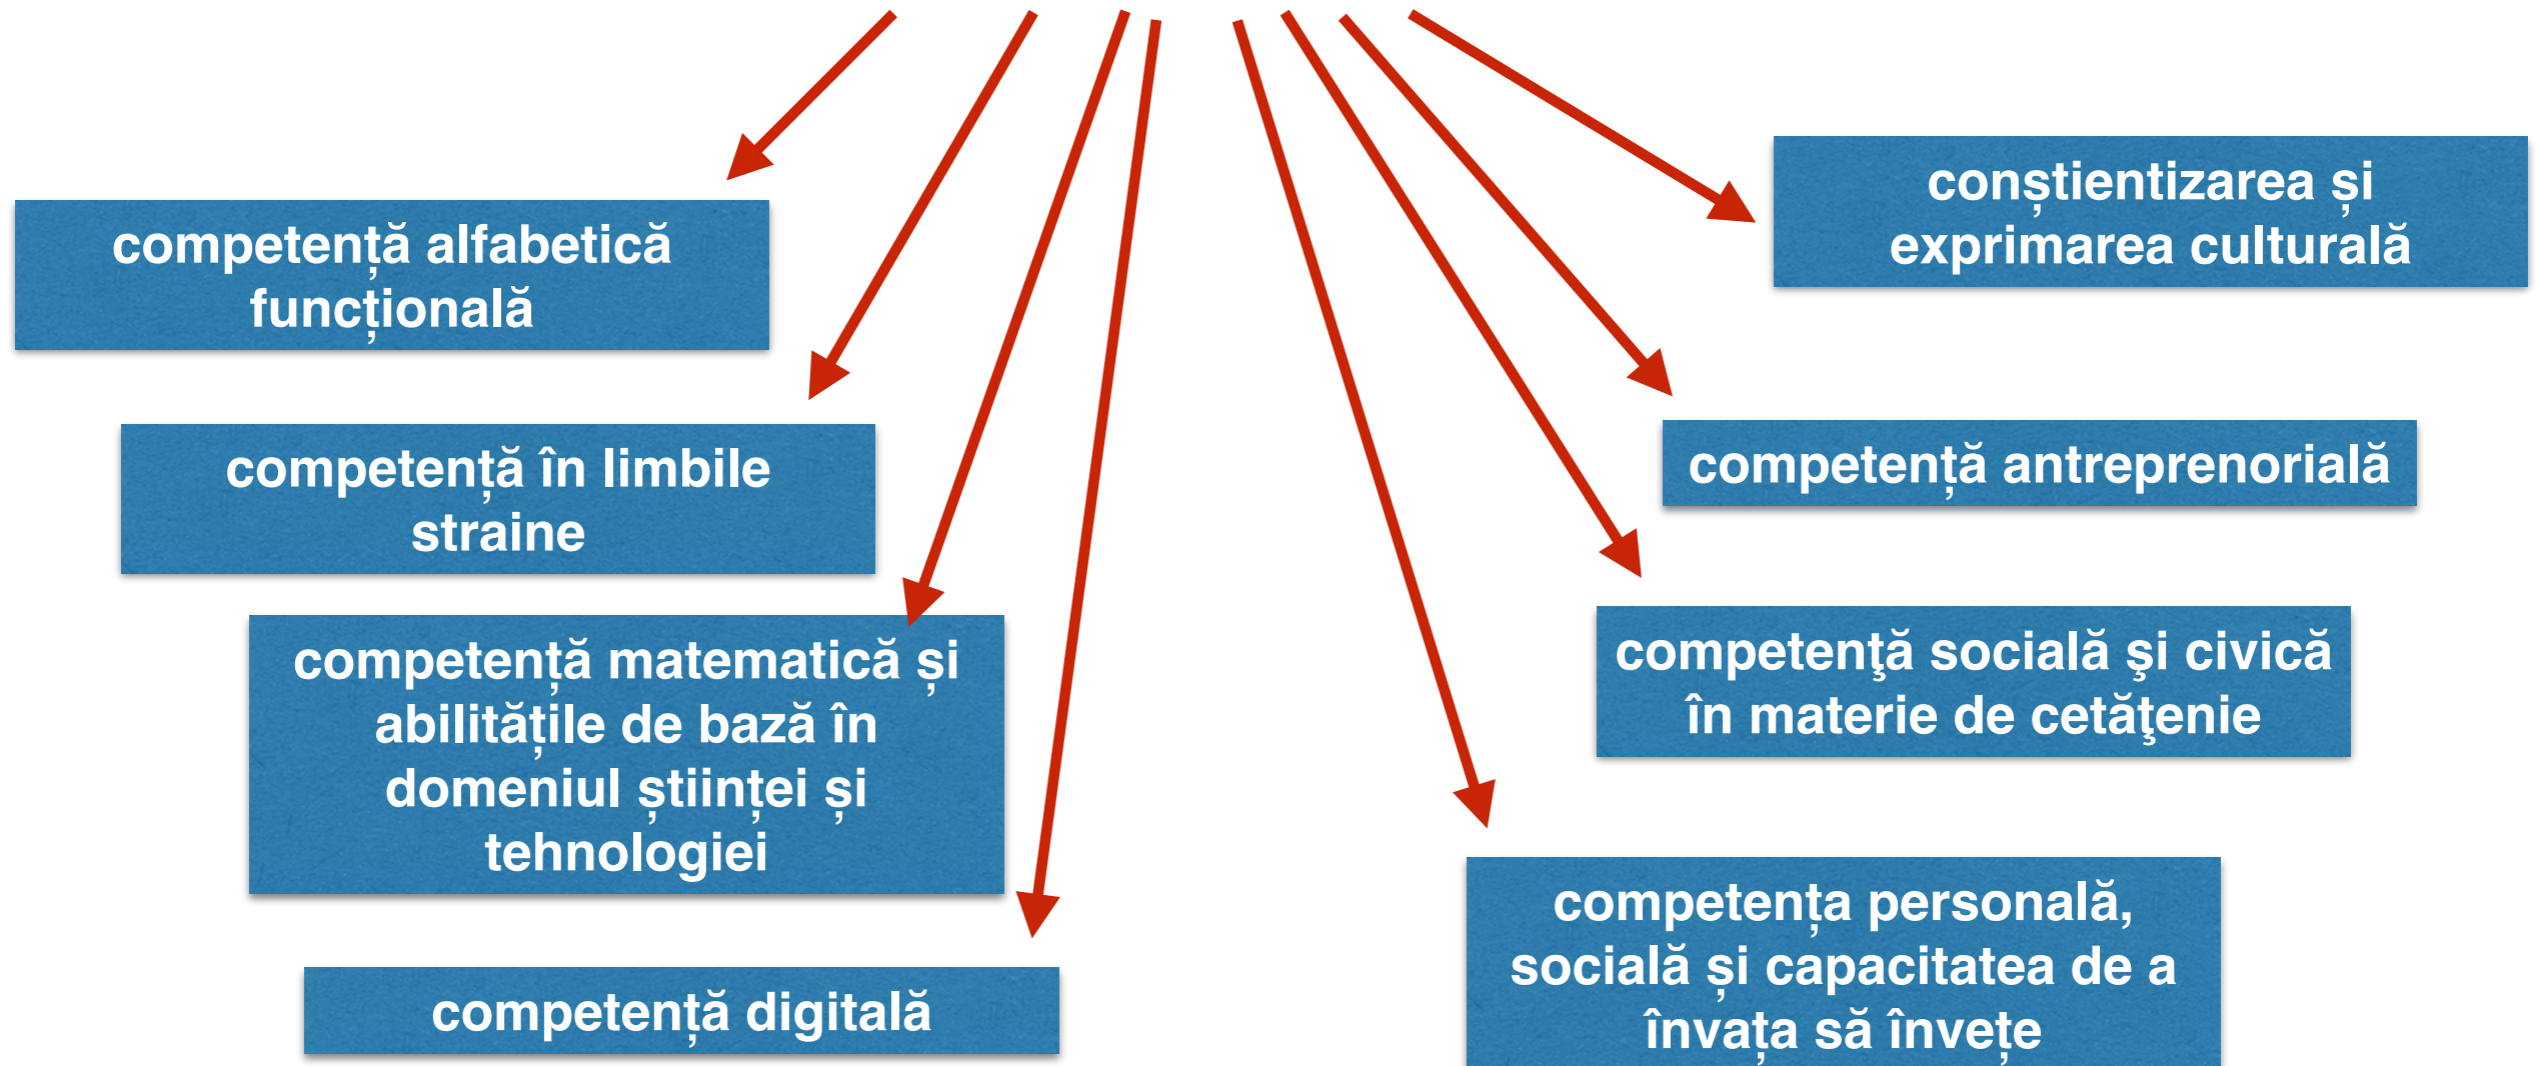 competență alfabetică
funcțională
competență în limbile
straine
competență matematică și
abilitățile de bază în
domeniul științei și
tehnologiei
competență digitală
conștientizarea și
exprimarea culturală
competență antreprenorială
competenţă socială şi civică
în materie de cetăţenie
competența personală,
socială și capacitatea de a
învața să învețe